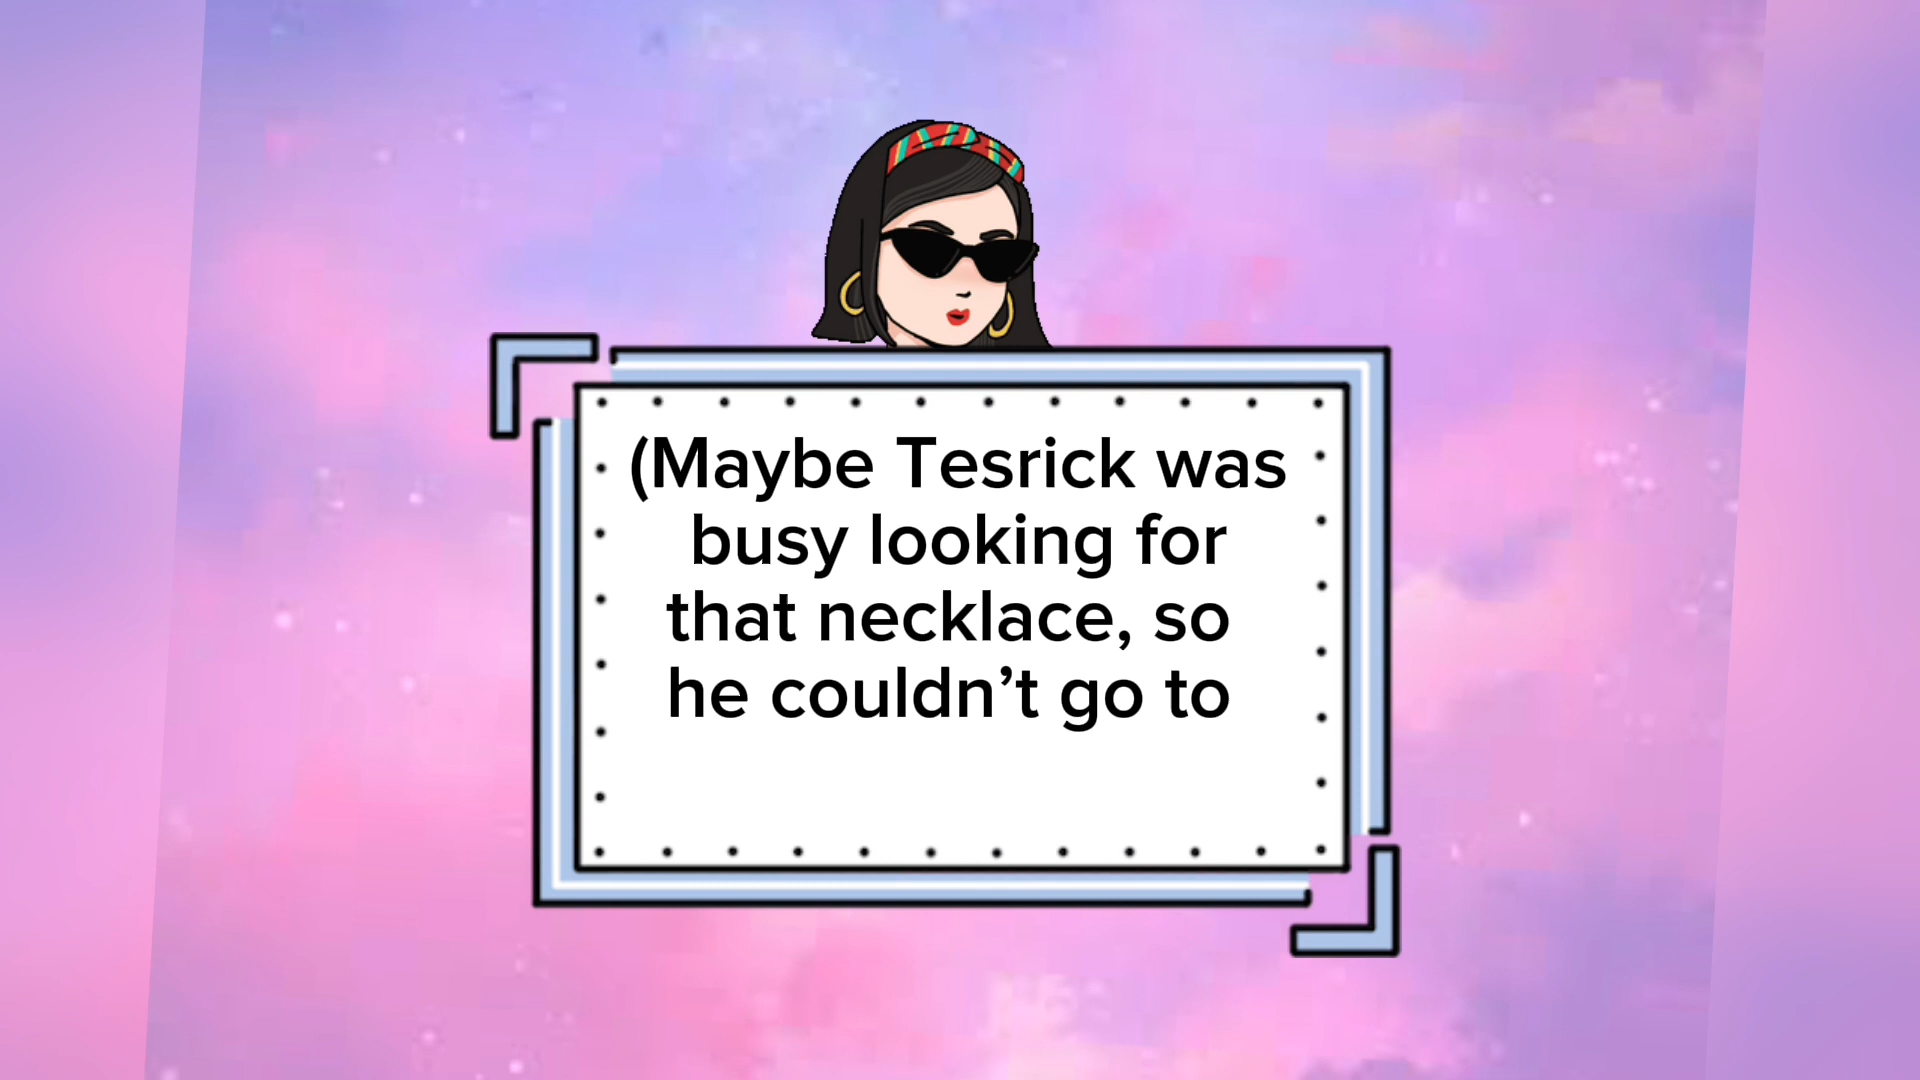 (Maybe Tesrick was
busy looking for
that necklace, so
he couldn’t go to